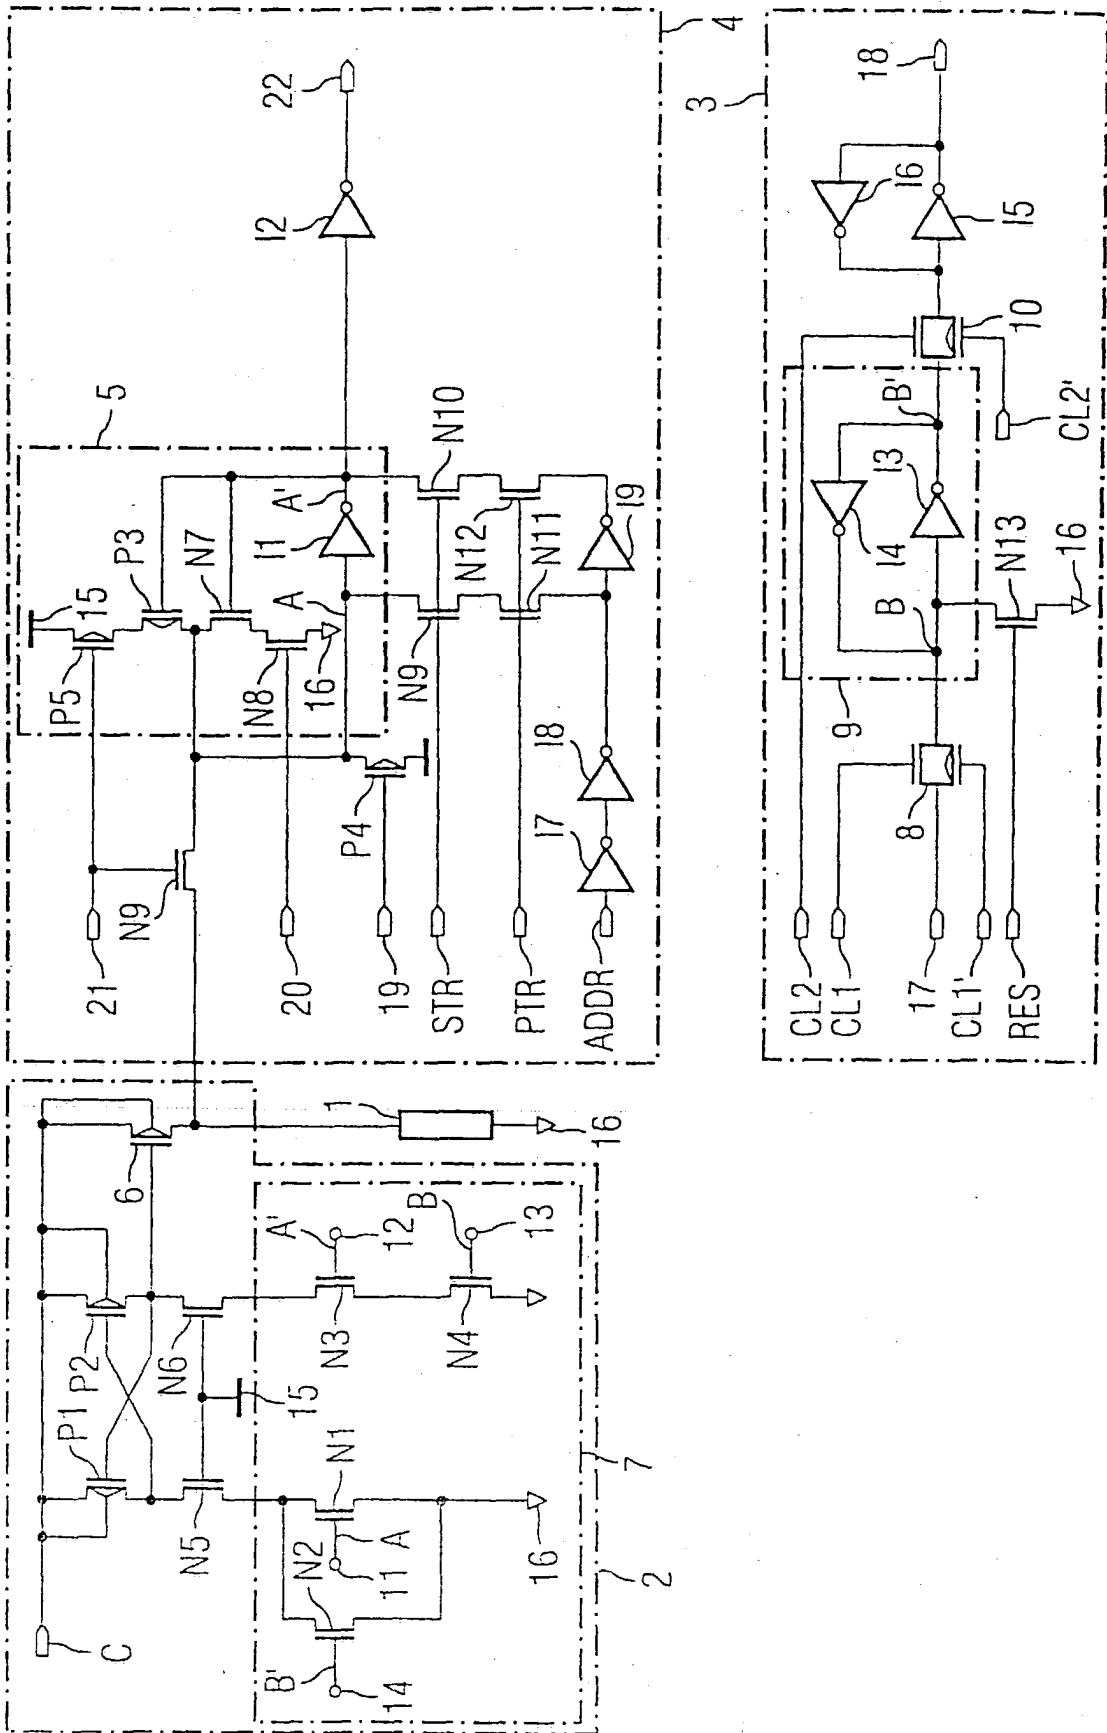 C
P1
P2
6
N5
N6
15
1
16
N2
N1
A'
12
B
13
N3
N4
B'
14
11
A
16
7
2
21
N9
P5
15
P3
N7
5
20
N8
16
19
P4
A
I1
A'
I2
22
STR
N9
N10
PTR
N12
N11
ADDR
I7
I8
I9
4
3
CL2
CL1
17
CL1'
RES
8
9
B
I4
I3
B'
N13
16
10
CL2'
I6
I5
18